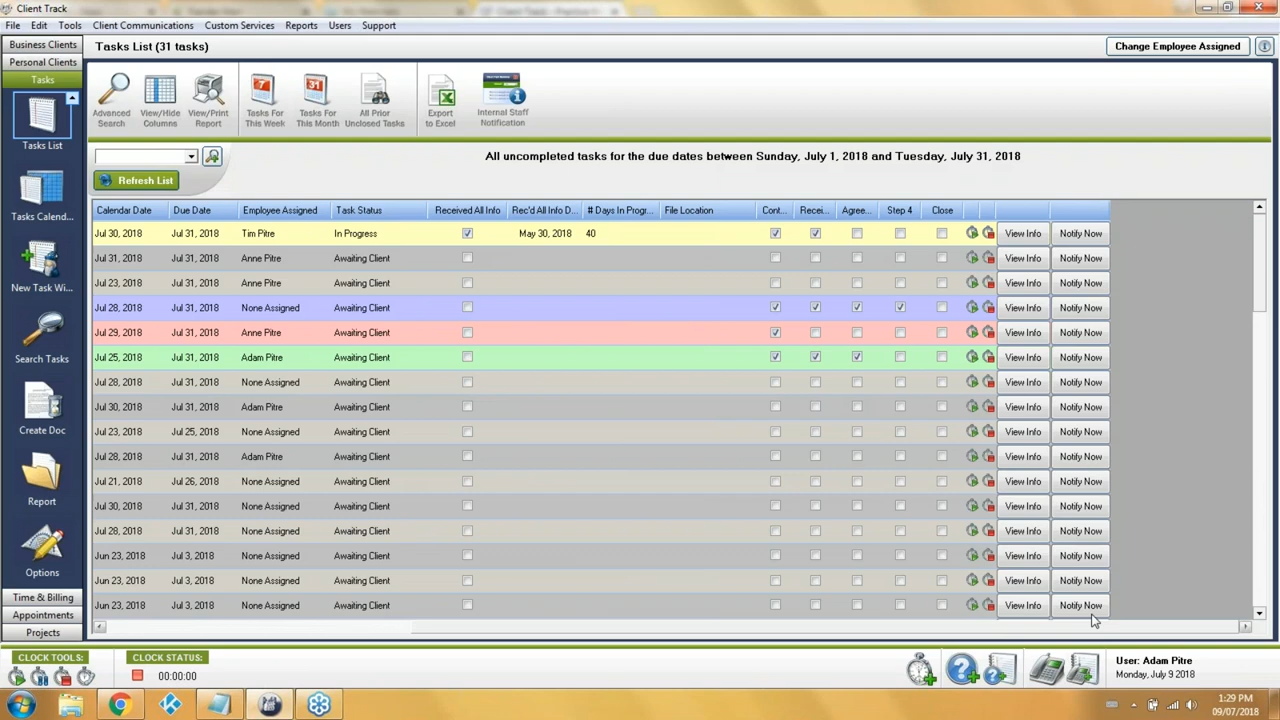 Client Track
File Edit Tools Client Communications Custom Services Reports Users Support
Business Clients
Personal Clients
Tasks
Tasks List
Tasks Calend...
New Task Wi...
Search Tasks
Create Doc
Report
Options
Time & Billing
Appointments
Projects
Tasks List (31 tasks)
Change Employee Assigned
Advanced Search
View/Hide Columns
View/Print Report
Tasks For This Week
Tasks For This Month
All Prior Unclosed Tasks
Export to Excel
Internal Staff Notification
All uncompleted tasks for the due dates between Sunday, July 1, 2018 and Tuesday, July 31, 2018
Refresh List
Calendar Date Due Date Employee Assigned Task Status Received All Info Rec'd All Info D... # Days In Progr... File Location Cont... Recei... Agree... Step 4 Close
Jul 30, 2018 Jul 31, 2018 Tim Pitre In Progress May 30, 2018 40 View Info Notify Now
Jul 31, 2018 Jul 31, 2018 Anne Pitre Awaiting Client View Info Notify Now
Jul 23, 2018 Jul 31, 2018 Anne Pitre Awaiting Client View Info Notify Now
Jul 28, 2018 Jul 31, 2018 None Assigned Awaiting Client View Info Notify Now
Jul 29, 2018 Jul 31, 2018 Anne Pitre Awaiting Client View Info Notify Now
Jul 25, 2018 Jul 31, 2018 Adam Pitre Awaiting Client View Info Notify Now
Jul 28, 2018 Jul 31, 2018 None Assigned Awaiting Client View Info Notify Now
Jul 30, 2018 Jul 31, 2018 Adam Pitre Awaiting Client View Info Notify Now
Jul 23, 2018 Jul 25, 2018 None Assigned Awaiting Client View Info Notify Now
Jul 28, 2018 Jul 31, 2018 Adam Pitre Awaiting Client View Info Notify Now
Jul 21, 2018 Jul 26, 2018 None Assigned Awaiting Client View Info Notify Now
Jul 30, 2018 Jul 31, 2018 None Assigned Awaiting Client View Info Notify Now
Jul 28, 2018 Jul 31, 2018 None Assigned Awaiting Client View Info Notify Now
Jun 23, 2018 Jul 3, 2018 None Assigned Awaiting Client View Info Notify Now
Jun 23, 2018 Jul 3, 2018 None Assigned Awaiting Client View Info Notify Now
Jun 23, 2018 Jul 3, 2018 None Assigned Awaiting Client View Info Notify Now
CLOCK TOOLS:
CLOCK STATUS:
00:00:00
User: Adam Pitre
Monday, July 9 2018
1:29 PM
09/07/2018